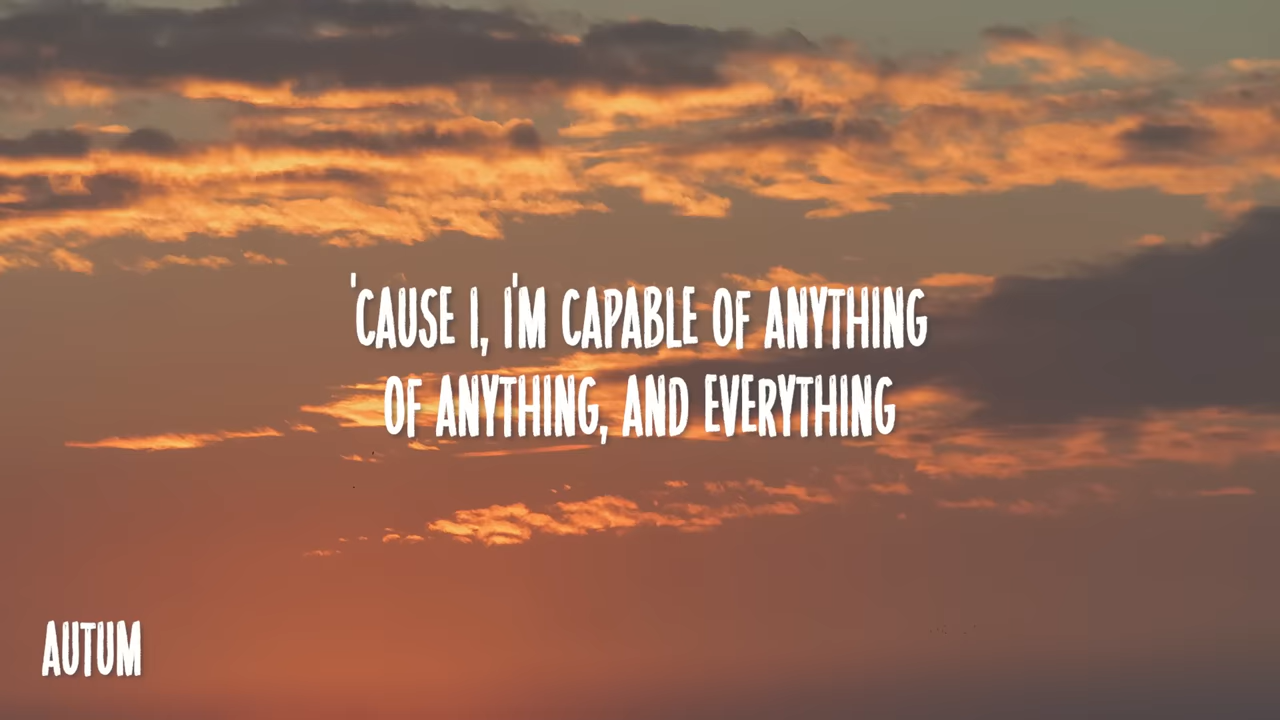 'CAUSE I, I'M CAPABLE OF ANYTHING
OF ANYTHING, AND EVERYTHING
AUTUM